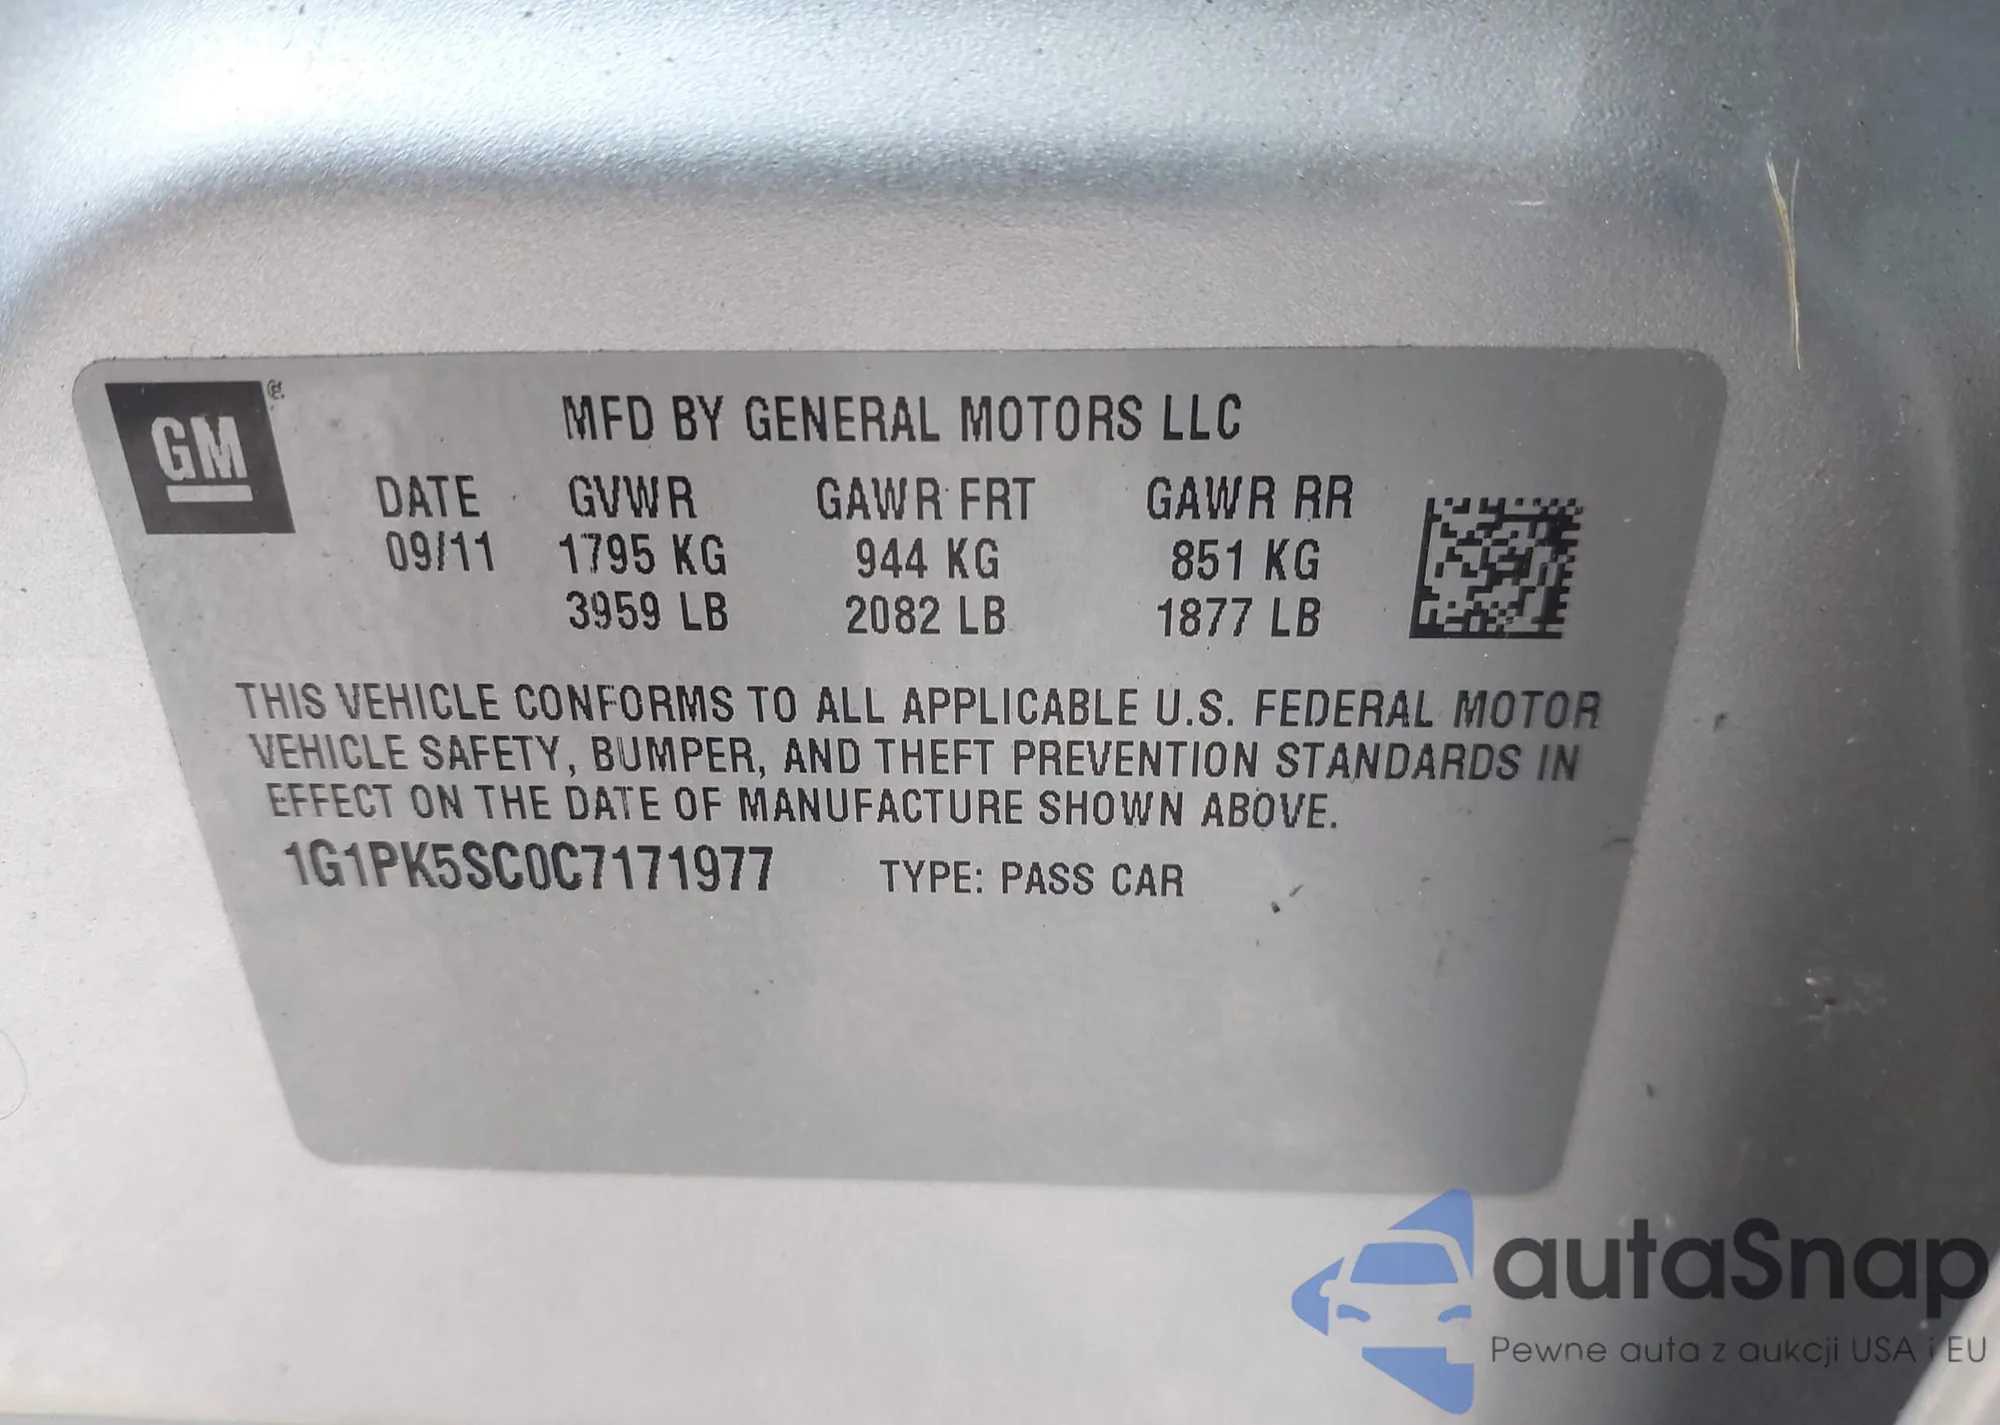 GM
MFD BY GENERAL MOTORS LLC
DATE GVWR GAWR FRT GAWR RR
09/11 1795 KG 944 KG 851 KG
3959 LB 2082 LB 1877 LB
THIS VEHICLE CONFORMS TO ALL APPLICABLE U.S. FEDERAL MOTOR
VEHICLE SAFETY, BUMPER, AND THEFT PREVENTION STANDARDS IN
EFFECT ON THE DATE OF MANUFACTURE SHOWN ABOVE.
1G1PK5SC0C7171977 TYPE: PASS CAR
autaSnap
Pewne auta z aukcji USA i EU